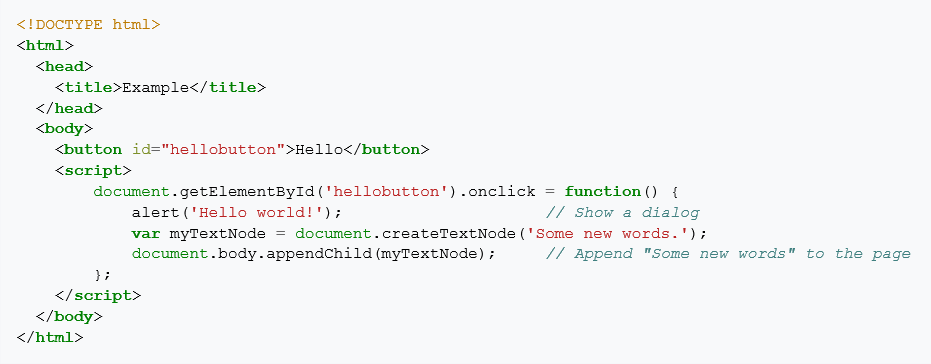 <!DOCTYPE html>
<html>
  <head>
    <title>Example</title>
  </head>
  <body>
    <button id="hellobutton">Hello</button>
    <script>
        document.getElementById('hellobutton').onclick = function() {
            alert('Hello world!');                     // Show a dialog
            var myTextNode = document.createTextNode('Some new words.');
            document.body.appendChild(myTextNode);     // Append "Some new words" to the page
        };
    </script>
  </body>
</html>